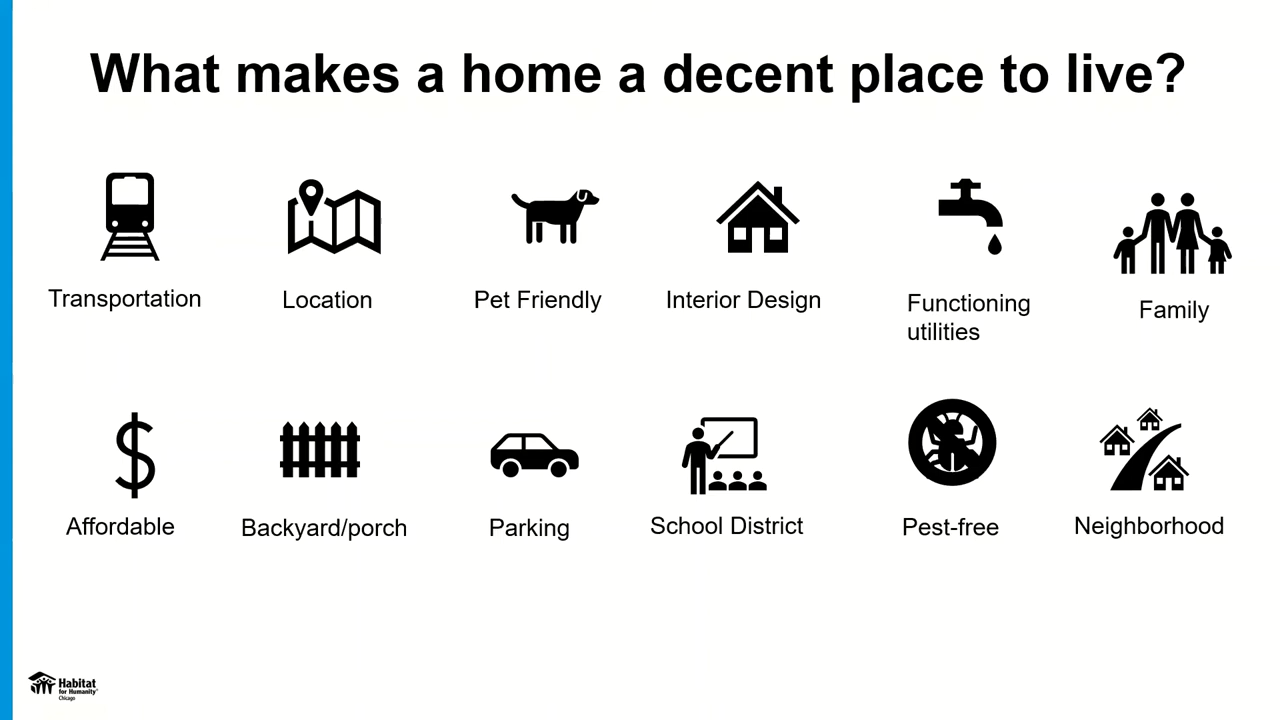 What makes a home a decent place to live?
Transportation
Location
Pet Friendly
Interior Design
Functioning
utilities
Family
$
Affordable
Backyard/porch
Parking
School District
Pest-free
Neighborhood
Habitat
for Humanity®
Chicago